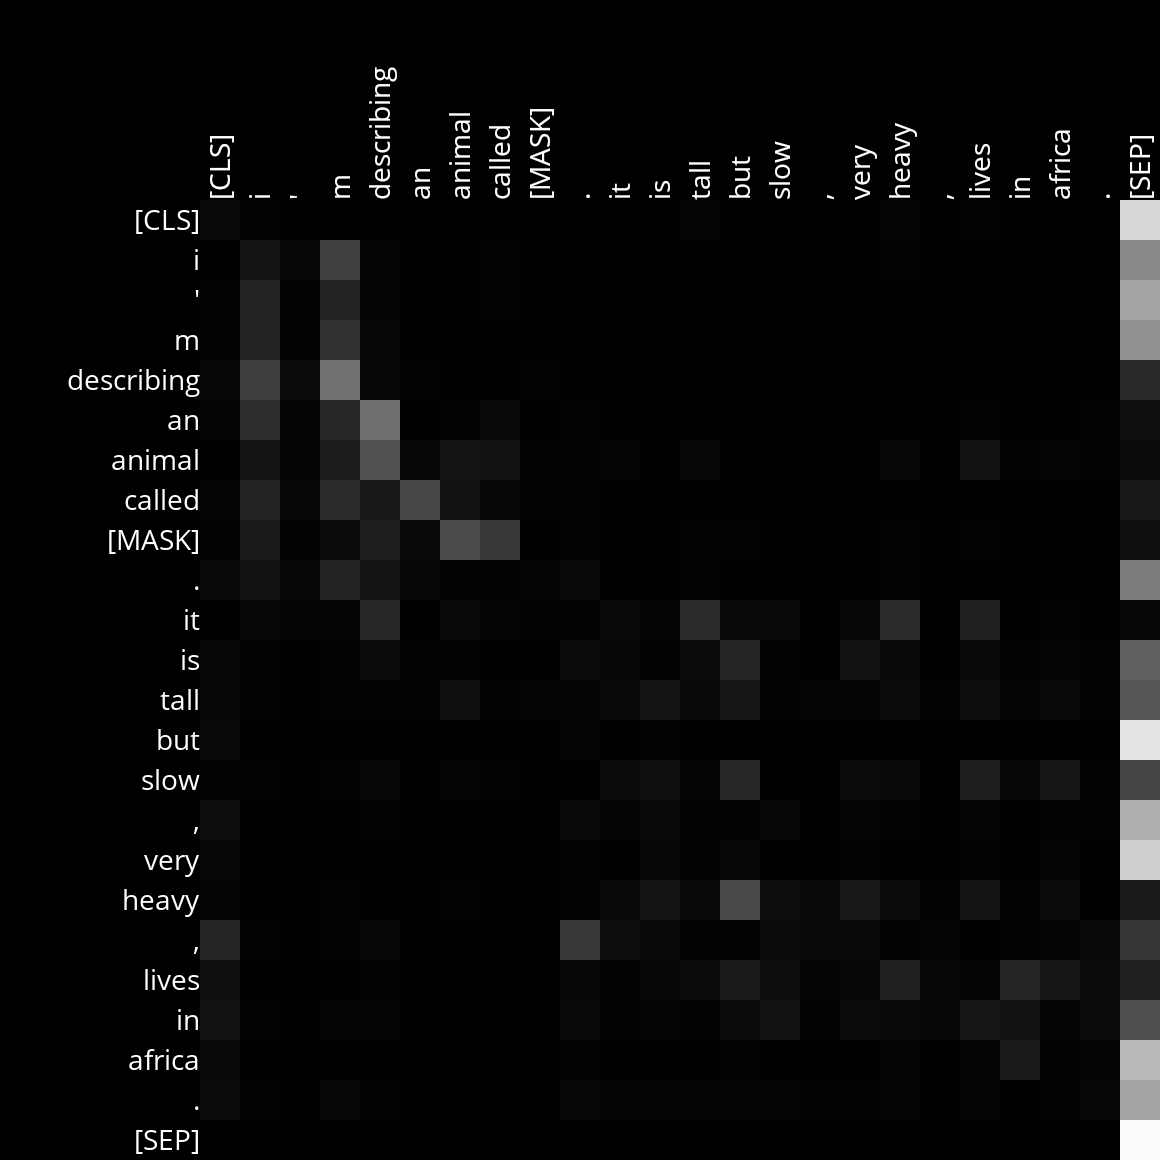 [CLS] i ' m describing an animal called [MASK] . it is tall but slow , very heavy , lives in africa . [SEP]
[CLS]
i
'
m
describing
an
animal
called
[MASK]
.
it
is
tall
but
slow
,
very
heavy
,
lives
in
africa
.
[SEP]